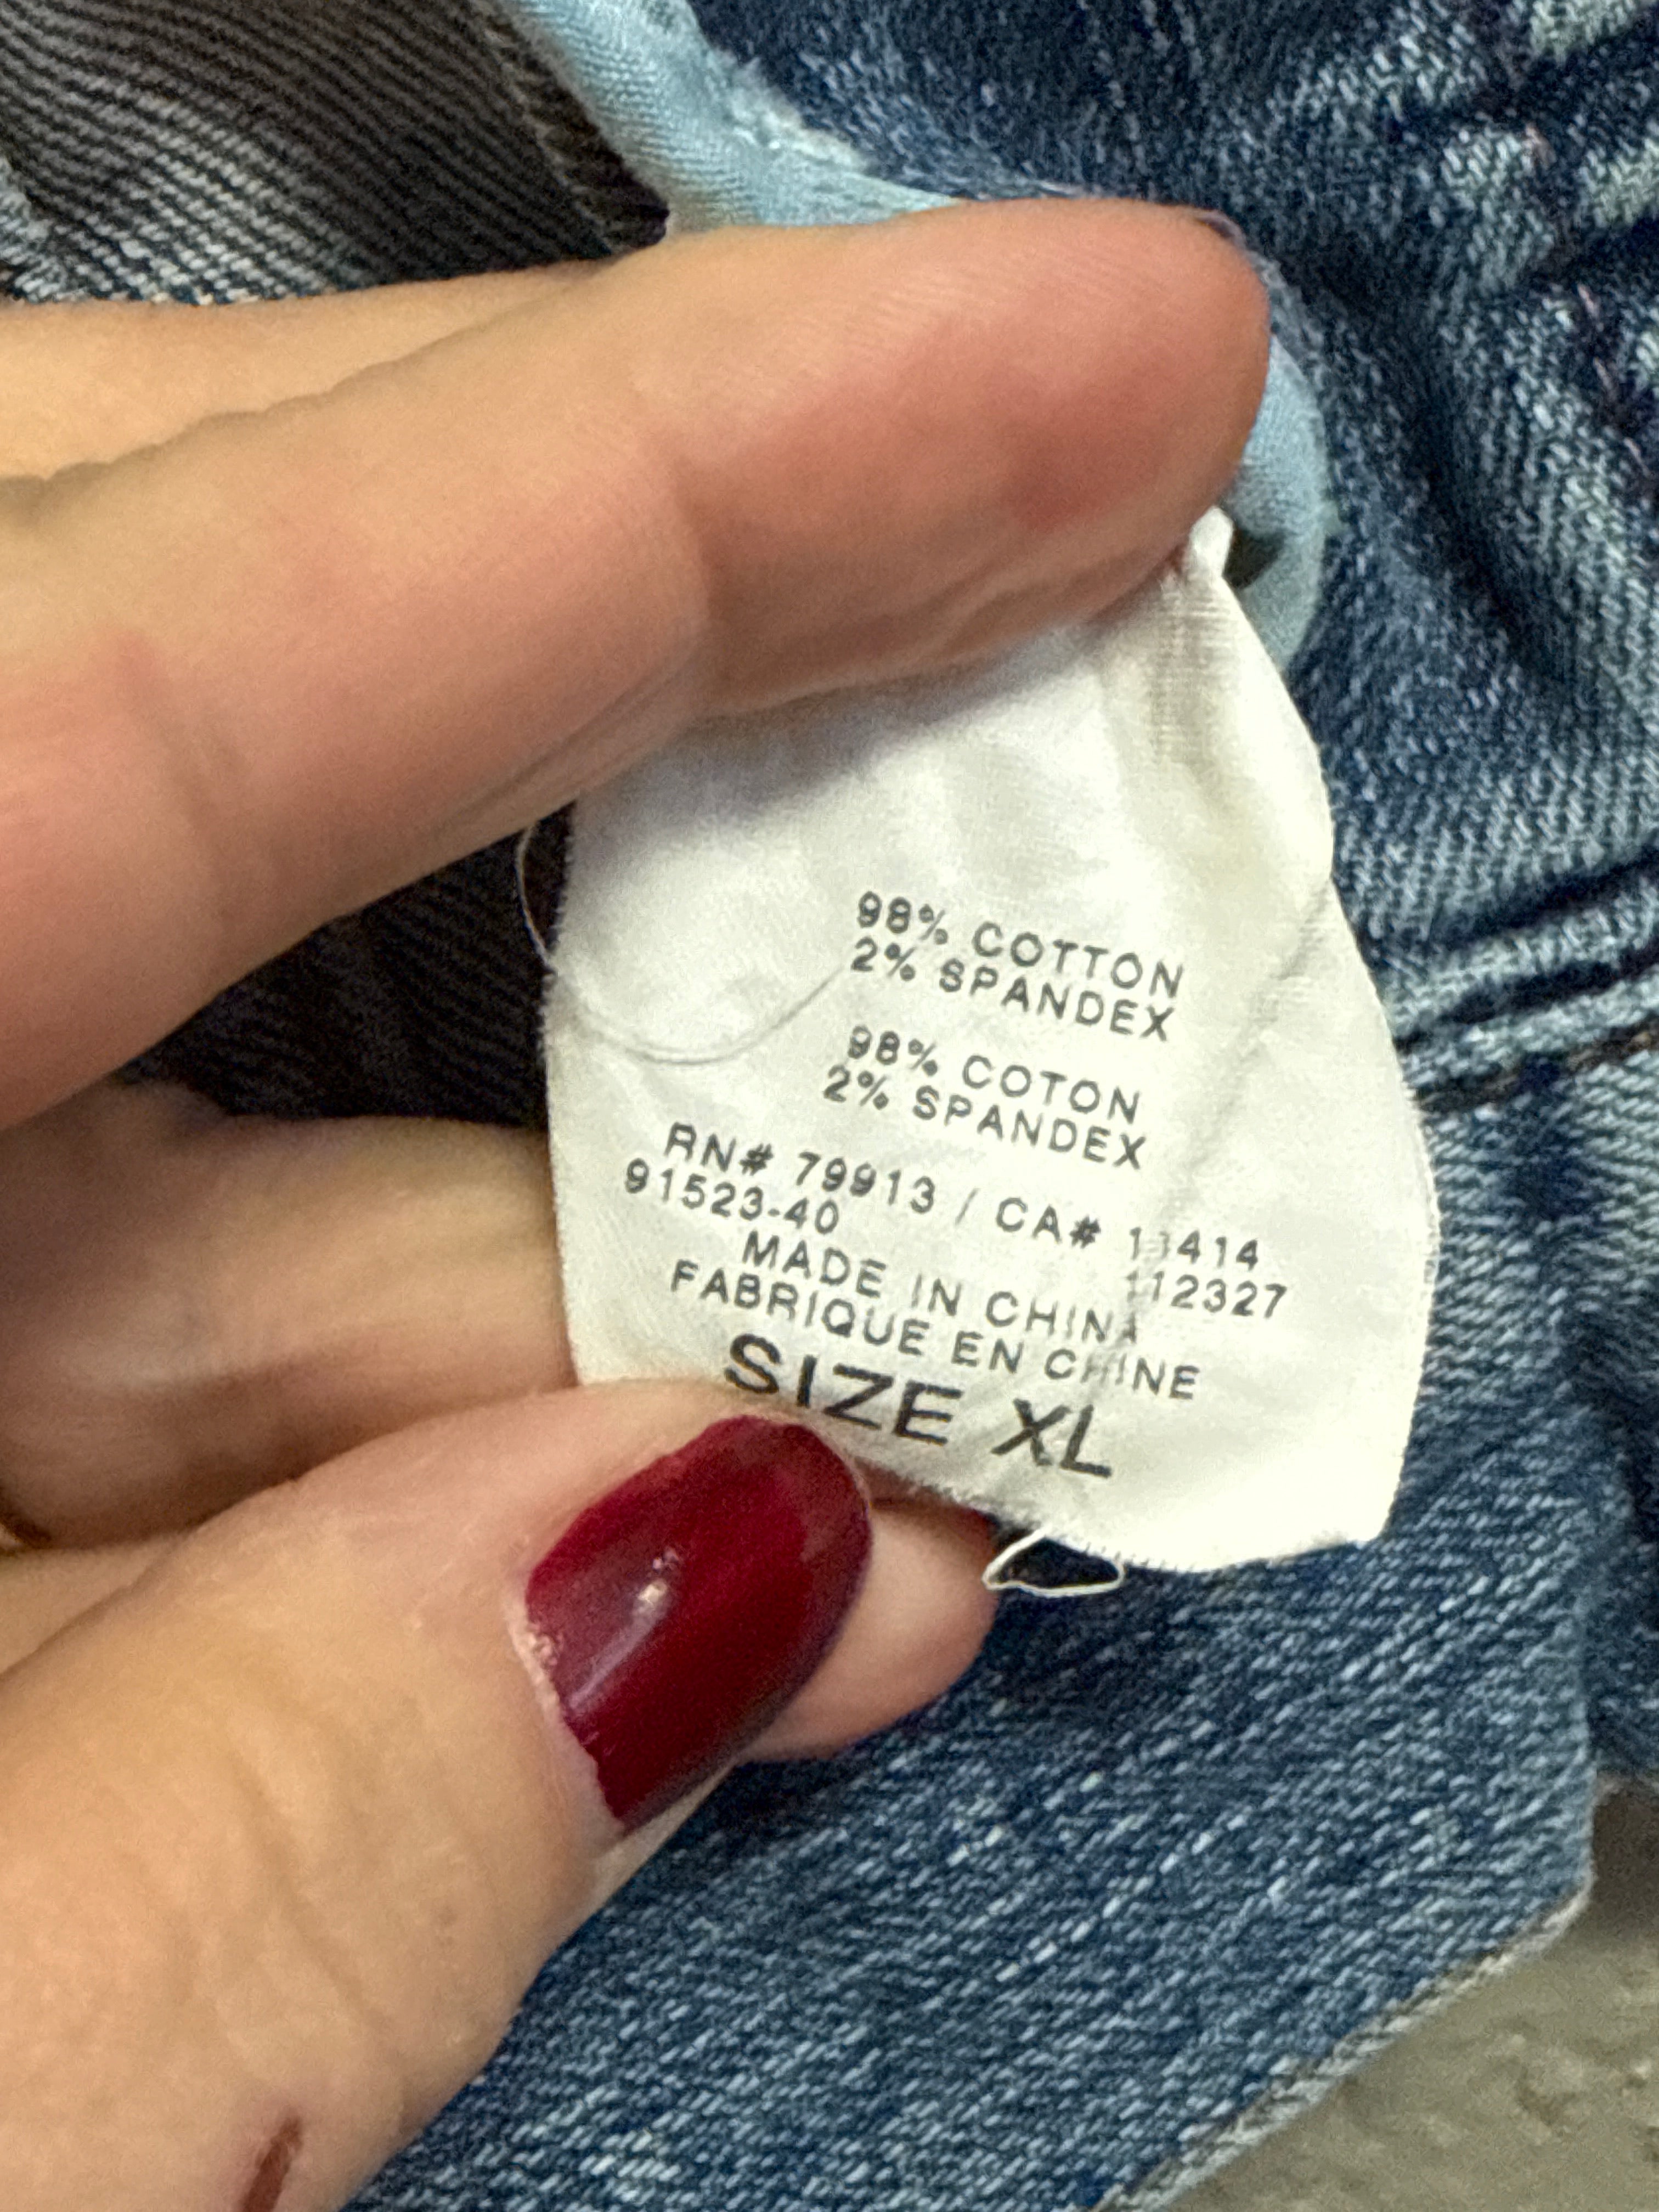 98% COTTON
2% SPANDEX
98% COTON
2% SPANDEX
RN# 79913 / CA# 11414
91523-40 112327
MADE IN CHINA
FABRIQUE EN CHINE
SIZE XL